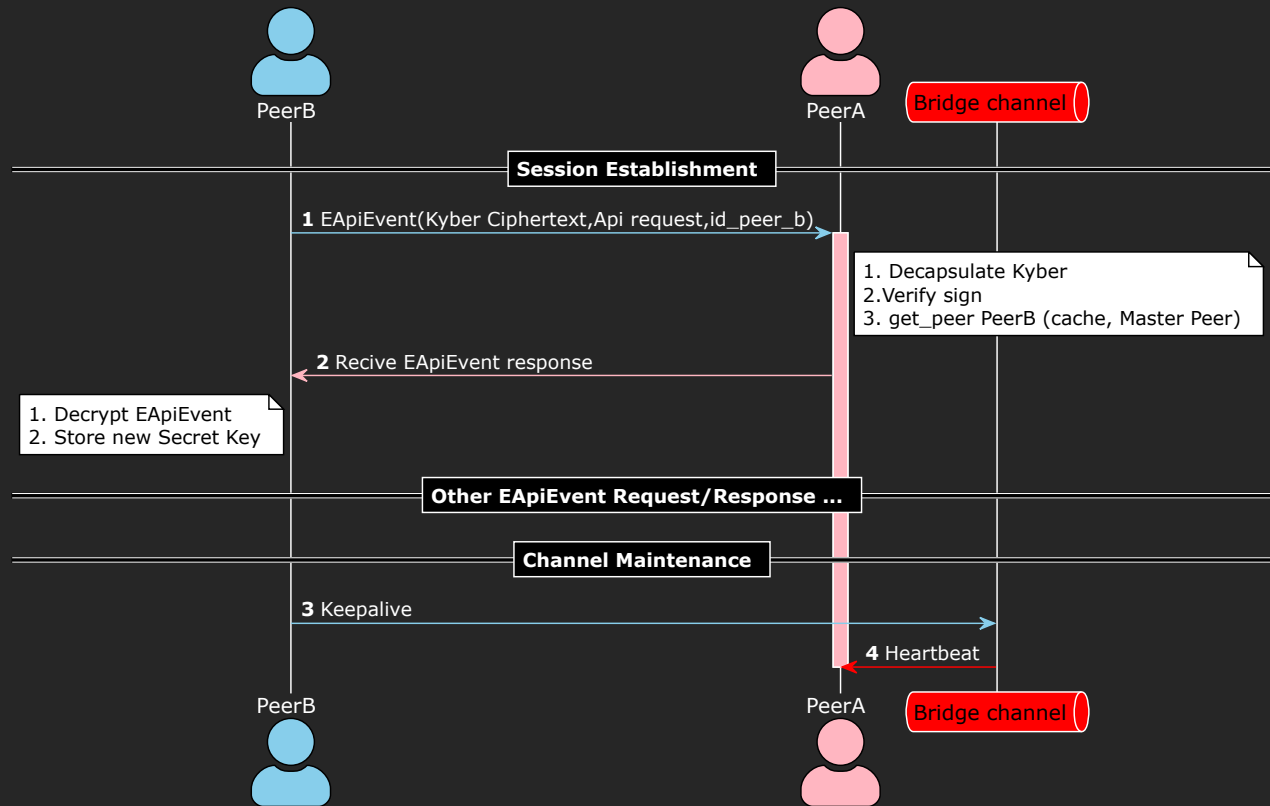 PeerB
PeerA
Bridge channel
Session Establishment
1 EApiEvent(Kyber Ciphertext,Api request,id_peer_b)
1. Decapsulate Kyber
2.Verify sign
3. get_peer PeerB (cache, Master Peer)
2 Recive EApiEvent response
1. Decrypt EApiEvent
2. Store new Secret Key
Other EApiEvent Request/Response ...
Channel Maintenance
3 Keepalive
4 Heartbeat
PeerB
PeerA
Bridge channel